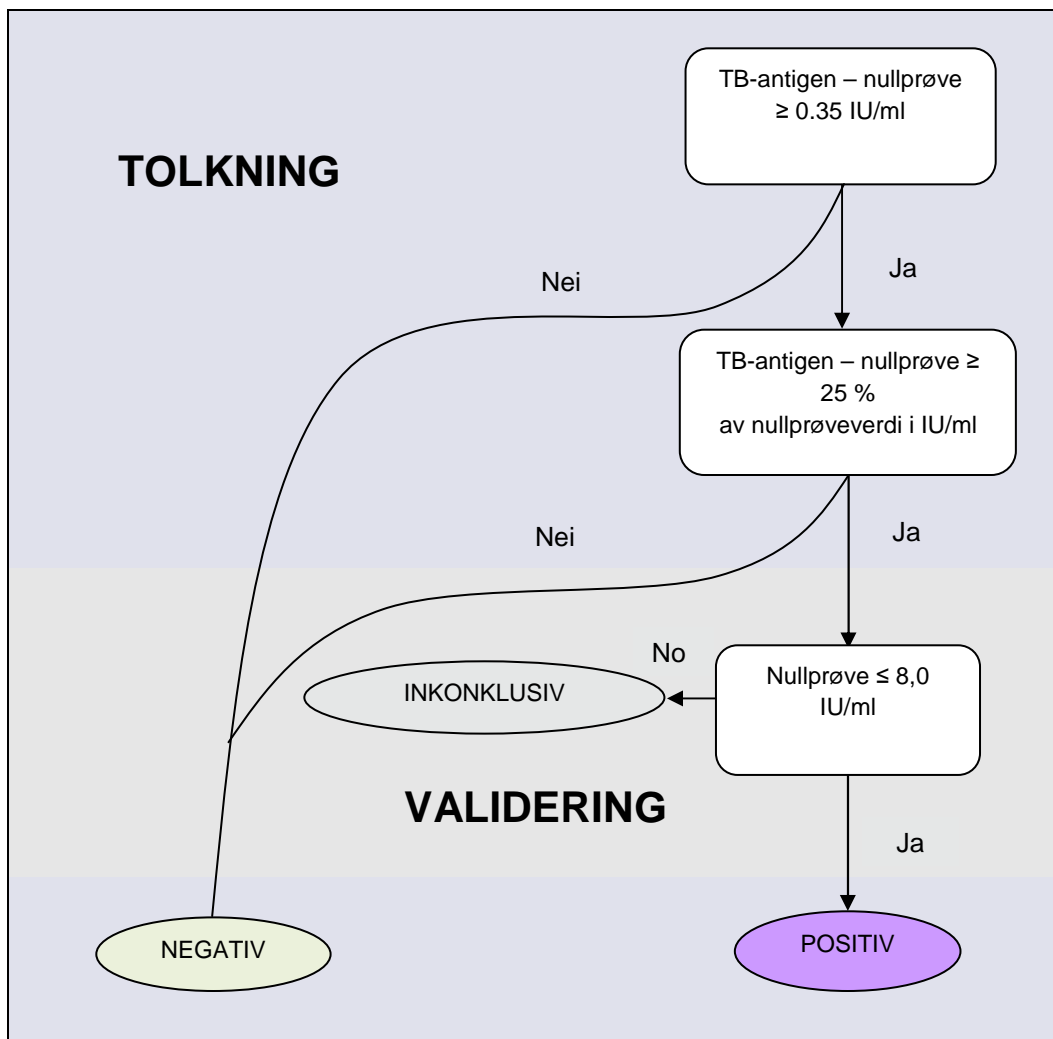 TB-antigen – nullprøve
≥ 0.35 IU/ml
TOLKNING
Nei
Ja
TB-antigen – nullprøve ≥
25 %
av nullprøveverdi i IU/ml
Nei
Ja
No
INKONKLUSIV
Nullprøve ≤ 8,0
IU/ml
VALIDERING
Ja
NEGATIV
POSITIV